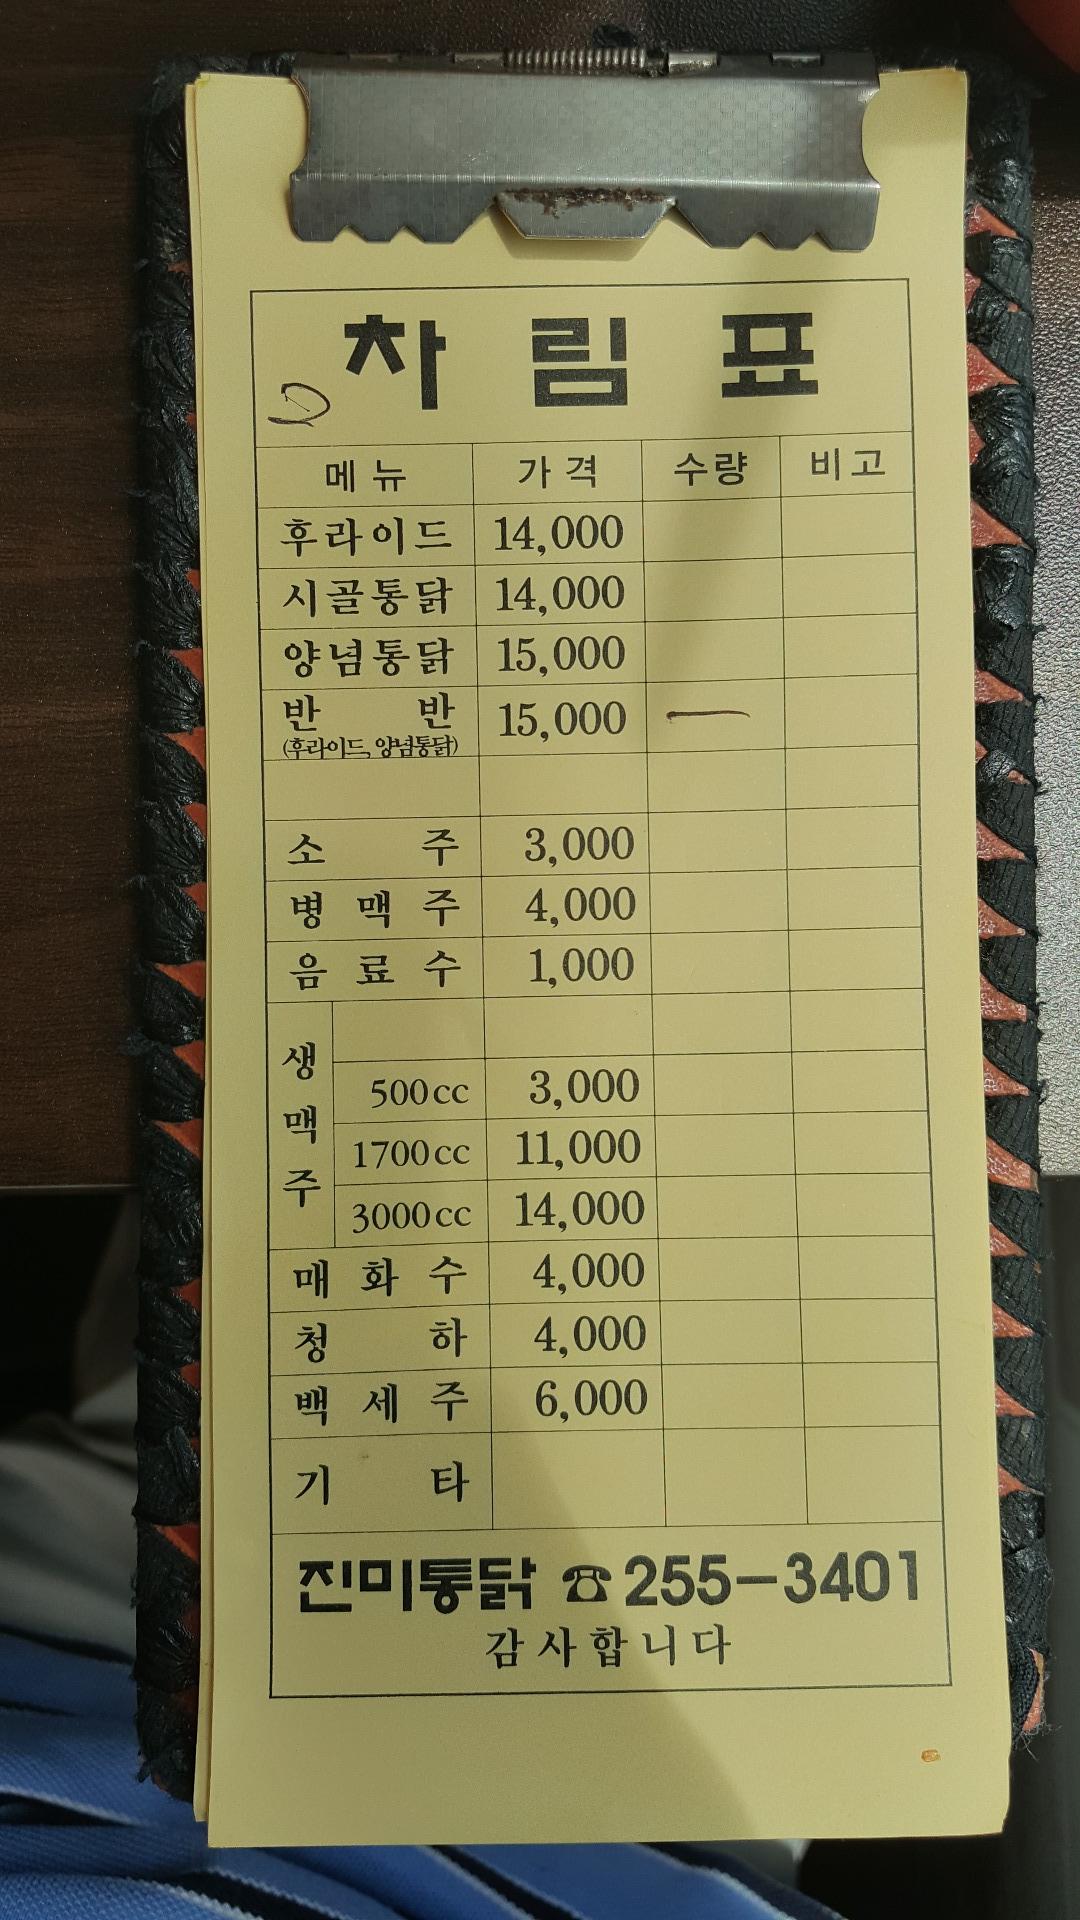 차림표
메뉴 가격 수량 비고
후라이드 14,000
시골통닭 14,000
양념통닭 15,000
반반 15,000 一
(후라이드, 양념통닭)
소주 3,000
병맥주 4,000
음료수 1,000
생맥주
500cc 3,000
1700cc 11,000
3000cc 14,000
매화수 4,000
청하 4,000
백세주 6,000
기타
진미통닭 ☎255-3401
감사합니다